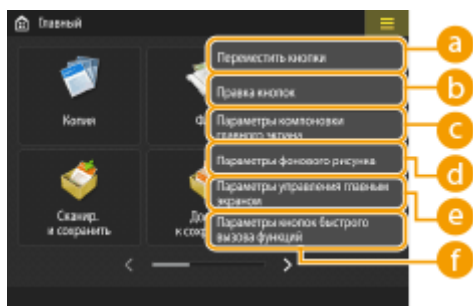 Главный
Переместить кнопки
a
Правка кнопок
b
Копия
Параметры компоновки
главного экрана
c
Параметры фонового рисунка
d
Параметры управления главным
экраном
e
Сканир.
и сохранить
Параметры кнопок быстрого
вызова функций
f